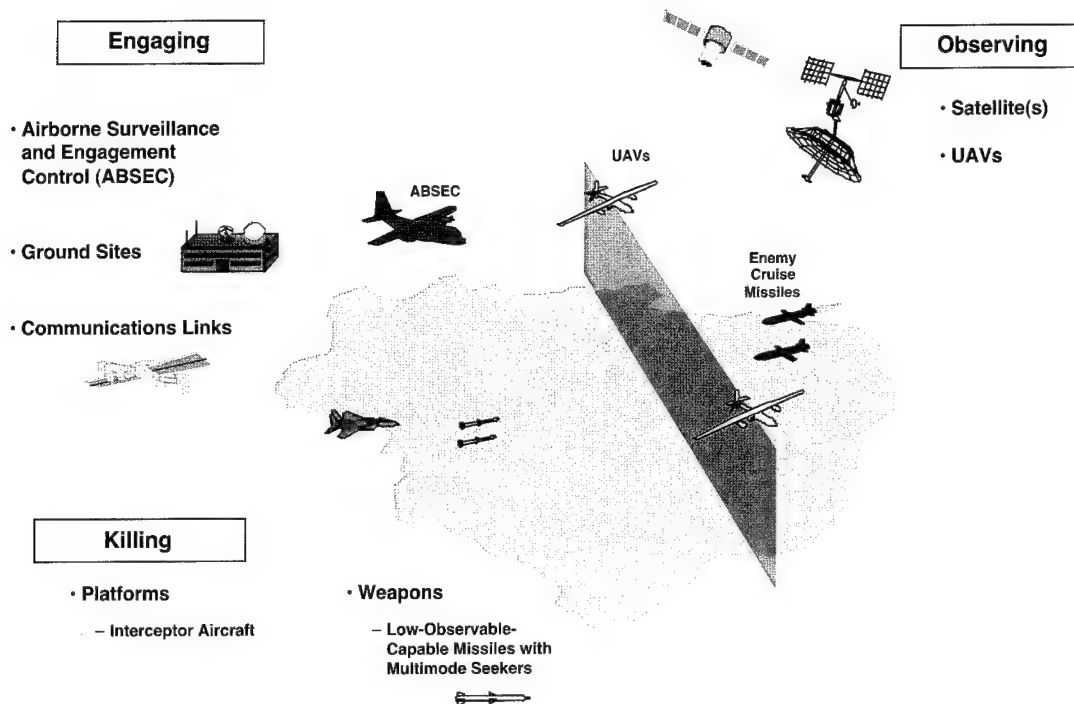 Engaging
• Airborne Surveillance
and Engagement
Control (ABSEC)
• Ground Sites
• Communications Links
ABSEC
UAVs
Observing
• Satellite(s)
• UAVs
Enemy
Cruise
Missiles
Killing
• Platforms
– Interceptor Aircraft
• Weapons
– Low-Observable-
Capable Missiles with
Multimode Seekers